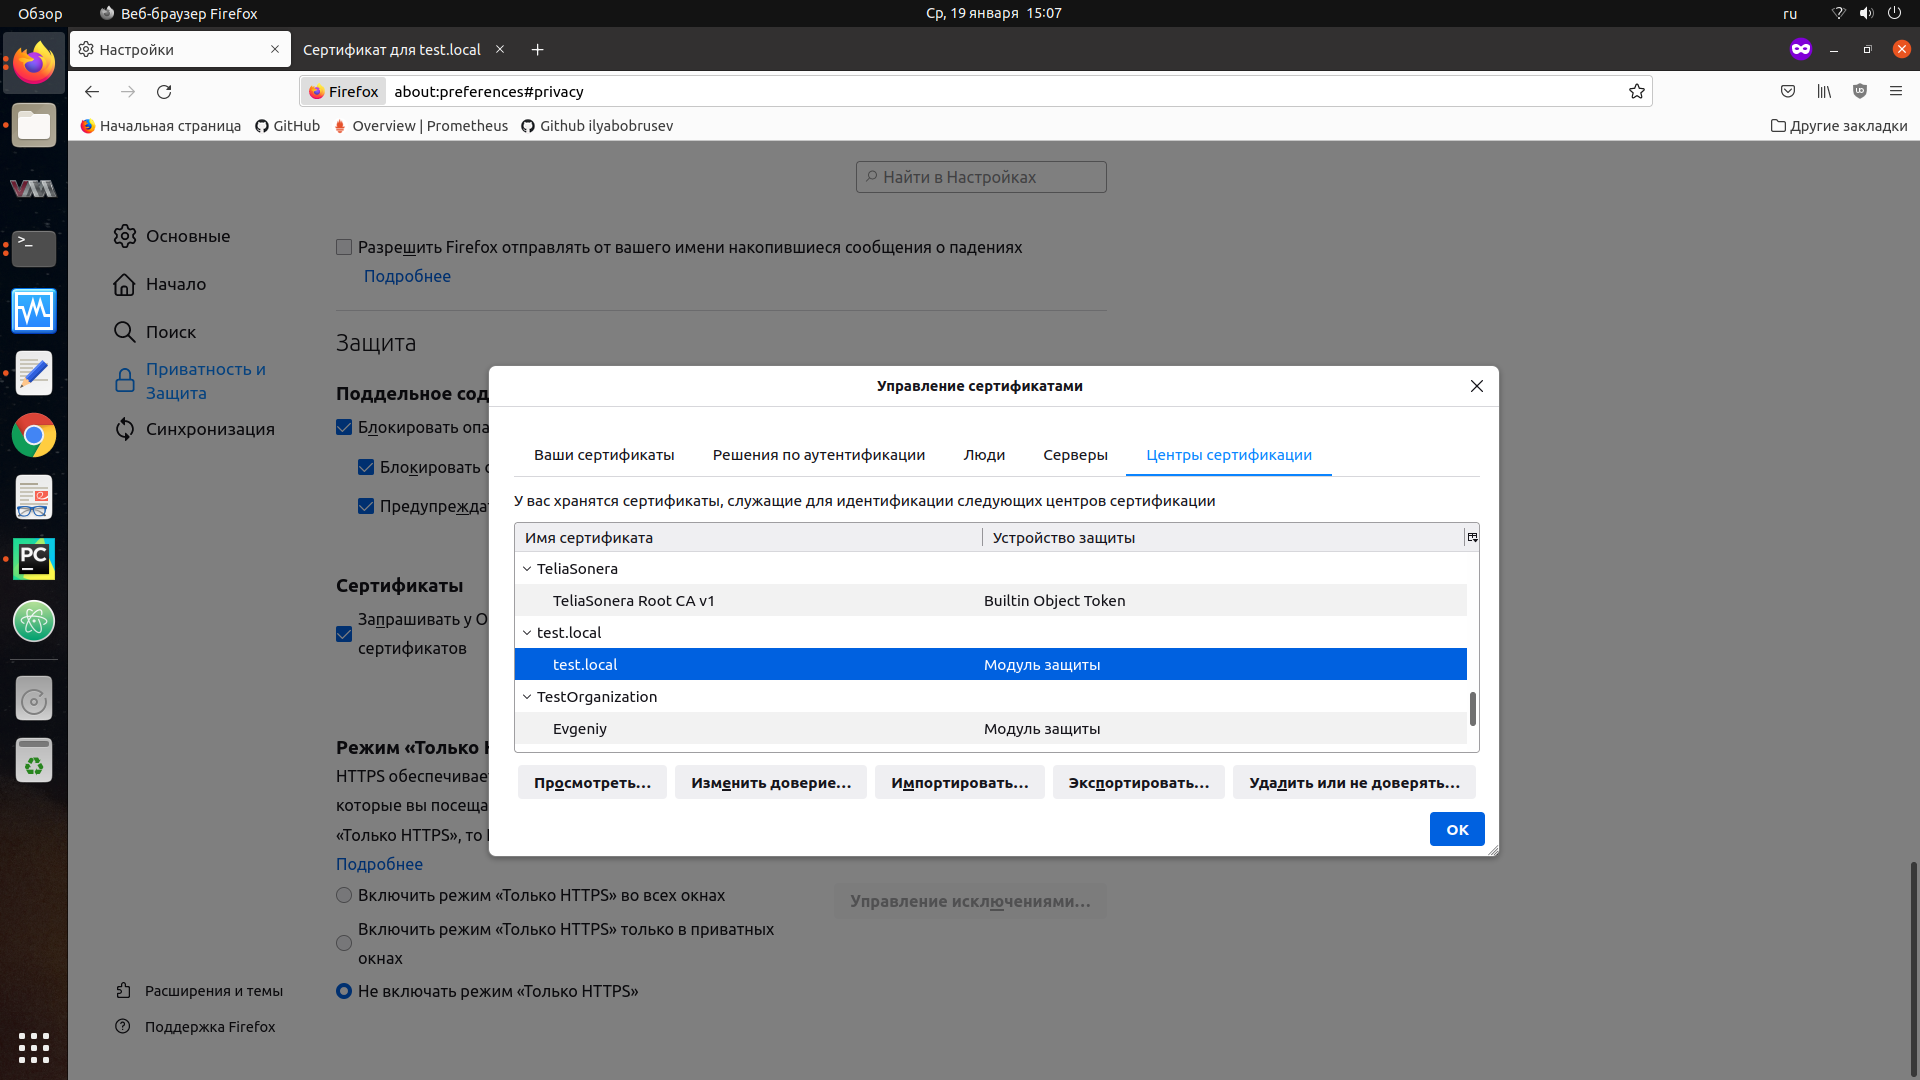 Обзор
Веб-браузер Firefox
Ср, 19 января 15:07
ru
Настройки
Сертификат для test.local
Firefox
about:preferences#privacy
Начальная страница
GitHub
Overview | Prometheus
Github ilyabobrusev
Другие закладки
Найти в Настройках
Основные
Начало
Поиск
Приватность и
Защита
Синхронизация
Разрешить Firefox отправлять от вашего имени накопившиеся сообщения о падениях
Подробнее
Защита
Поддельное сод
Блокировать опа
Блокировать
Предупреждат
Сертификаты
Запрашивать у О
сертификатов
Режим «Только
HTTPS обеспечивает
которые вы посеща
«Только HTTPS», то
Подробнее
Включить режим «Только HTTPS» во всех окнах
Включить режим «Только HTTPS» только в приватных
окнах
Не включать режим «Только HTTPS»
Управление исключениями...
Управление сертификатами
Ваши сертификаты
Решения по аутентификации
Люди
Серверы
Центры сертификации
У вас хранятся сертификаты, служащие для идентификации следующих центров сертификации
Имя сертификата
Устройство защиты
TeliaSonera
TeliaSonera Root CA v1
Builtin Object Token
test.local
test.local
Модуль защиты
TestOrganization
Evgeniy
Модуль защиты
Просмотреть...
Изменить доверие...
Импортировать...
Экспортировать...
Удалить или не доверять...
OK
Расширения и темы
Поддержка Firefox
VM
>_
PC